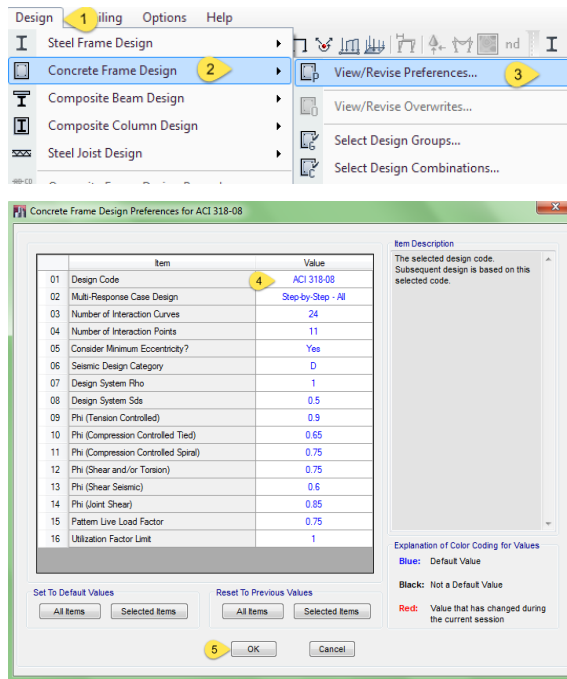 Design 1 iling Options Help
Steel Frame Design
nd
Concrete Frame Design 2
View/Revise Preferences... 3
Composite Beam Design
View/Revise Overwrites...
Composite Column Design
Select Design Groups...
Steel Joist Design
Select Design Combinations...
Concrete Frame Design Preferences for ACI 318-08
Item Value
01 Design Code 4 ACI 318-08
02 Multi-Response Case Design Step-by-Step - All
03 Number of Interaction Curves 24
04 Number of Interaction Points 11
05 Consider Minimum Eccentricity? Yes
06 Seismic Design Category D
07 Design System Rho 1
08 Design System Sds 0.5
09 Phi (Tension Controlled) 0.9
10 Phi (Compression Controlled Tied) 0.65
11 Phi (Compression Controlled Spiral) 0.75
12 Phi (Shear and/or Torsion) 0.75
13 Phi (Shear Seismic) 0.6
14 Phi (Joint Shear) 0.85
15 Pattern Live Load Factor 0.75
16 Utilization Factor Limit 1
Item Description
The selected design code.
Subsequent design is based on this
selected code.
Explanation of Color Coding for Values
Blue: Default Value
Black: Not a Default Value
Red: Value that has changed during
the current session
Set To Default Values
All Items Selected Items
Reset To Previous Values
All Items Selected Items
5 OK Cancel